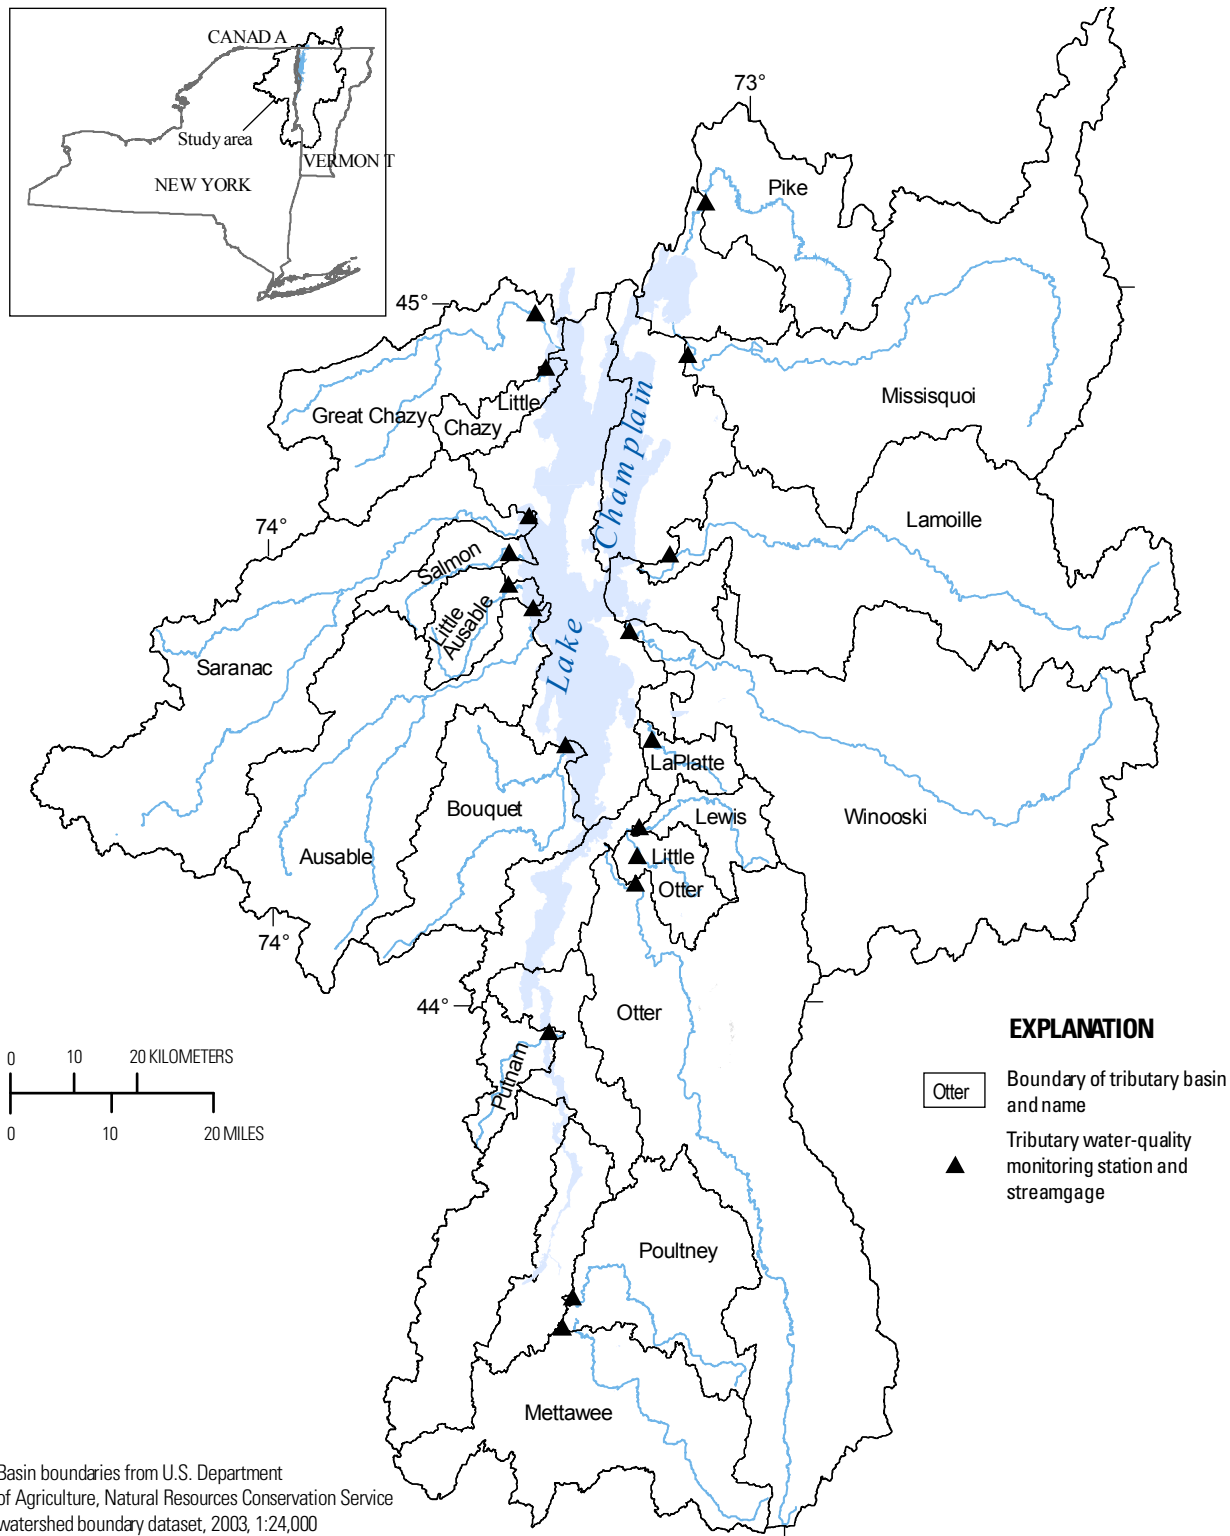 CANADA
Study area
VERMONT
NEW YORK
73°
Pike
45°
Missisquoi
Great Chazy
Little
Chazy
Champlain
Lamoille
74°
Salmon
Little
Ausable
Lake
Saranac
LaPlatte
Bouquet
Lewis
Winooski
Ausable
Little
Otter
74°
44°
Otter
Putnam
0 10 20 KILOMETERS
0 10 20 MILES
EXPLANATION
Otter
Boundary of tributary basin
and name
Tributary water-quality
monitoring station and
streamgage
Poultney
Mettawee
Basin boundaries from U.S. Department
of Agriculture, Natural Resources Conservation Service
watershed boundary dataset, 2003, 1:24,000